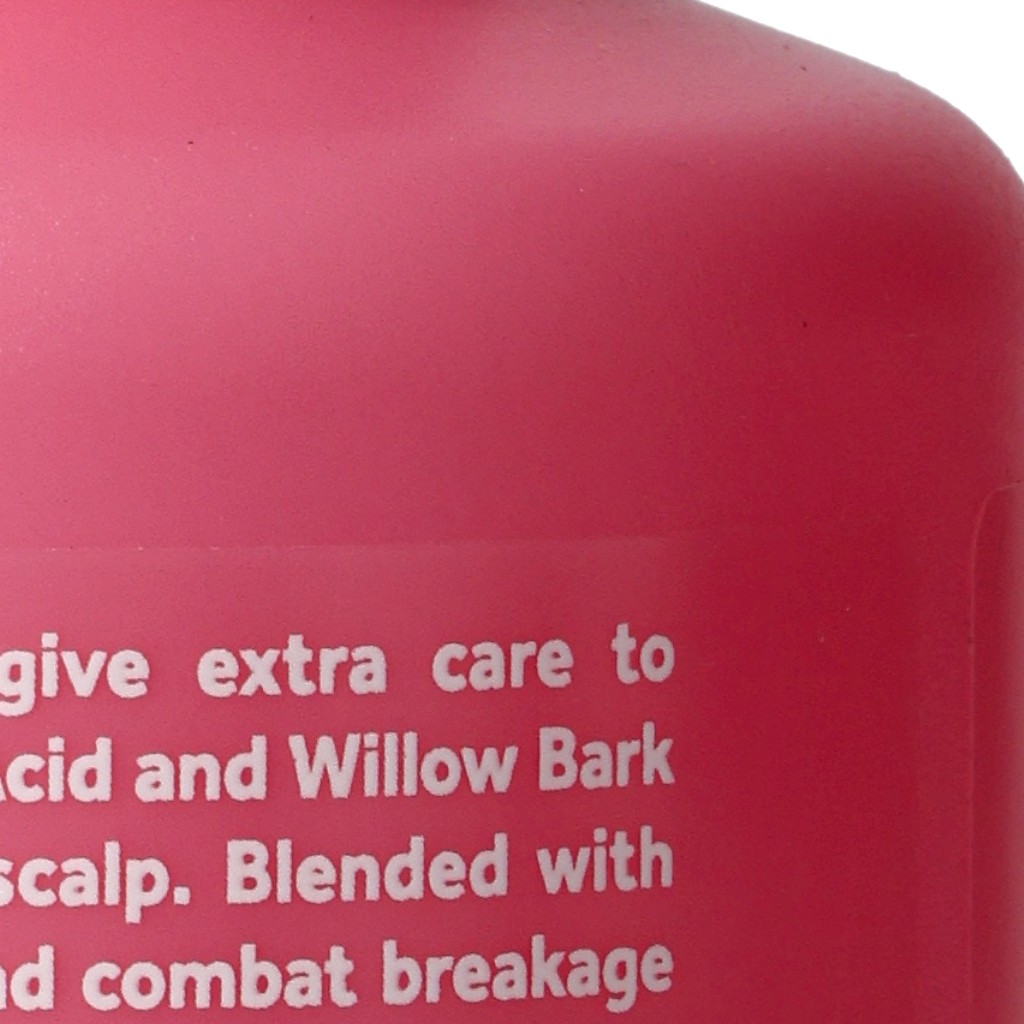 give extra care to
Acid and Willow Bark
scalp. Blended with
combat breakage